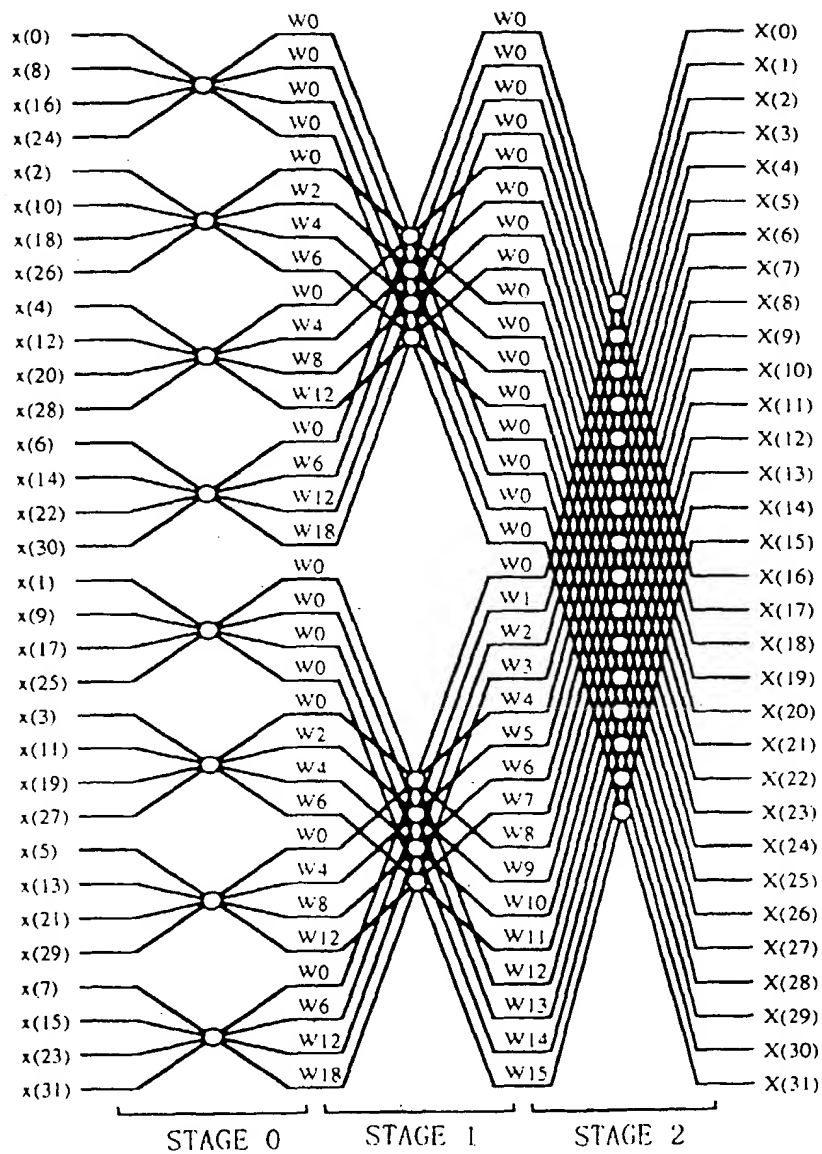 x(0) W0 W0 X(0)
x(8) W0 W0 X(1)
x(16) W0 W0 X(2)
x(24) W0 W0 X(3)
x(2) W0 W0 X(4)
x(10) W2 W0 X(5)
x(18) W4 W0 X(6)
x(26) W6 W0 X(7)
x(4) W0 W0 X(8)
x(12) W4 W0 X(9)
x(20) W8 W0 X(10)
x(28) W12 W0 X(11)
x(6) W0 W0 X(12)
x(14) W6 W0 X(13)
x(22) W12 W0 X(14)
x(30) W18 W0 X(15)
x(1) W0 W0 X(16)
x(9) W0 W1 X(17)
x(17) W0 W2 X(18)
x(25) W0 W3 X(19)
x(3) W0 W4 X(20)
x(11) W2 W5 X(21)
x(19) W4 W6 X(22)
x(27) W6 W7 X(23)
x(5) W0 W8 X(24)
x(13) W4 W9 X(25)
x(21) W8 W10 X(26)
x(29) W12 W11 X(27)
x(7) W0 W12 X(28)
x(15) W6 W13 X(29)
x(23) W12 W14 X(30)
x(31) W18 W15 X(31)
STAGE 0 STAGE 1 STAGE 2